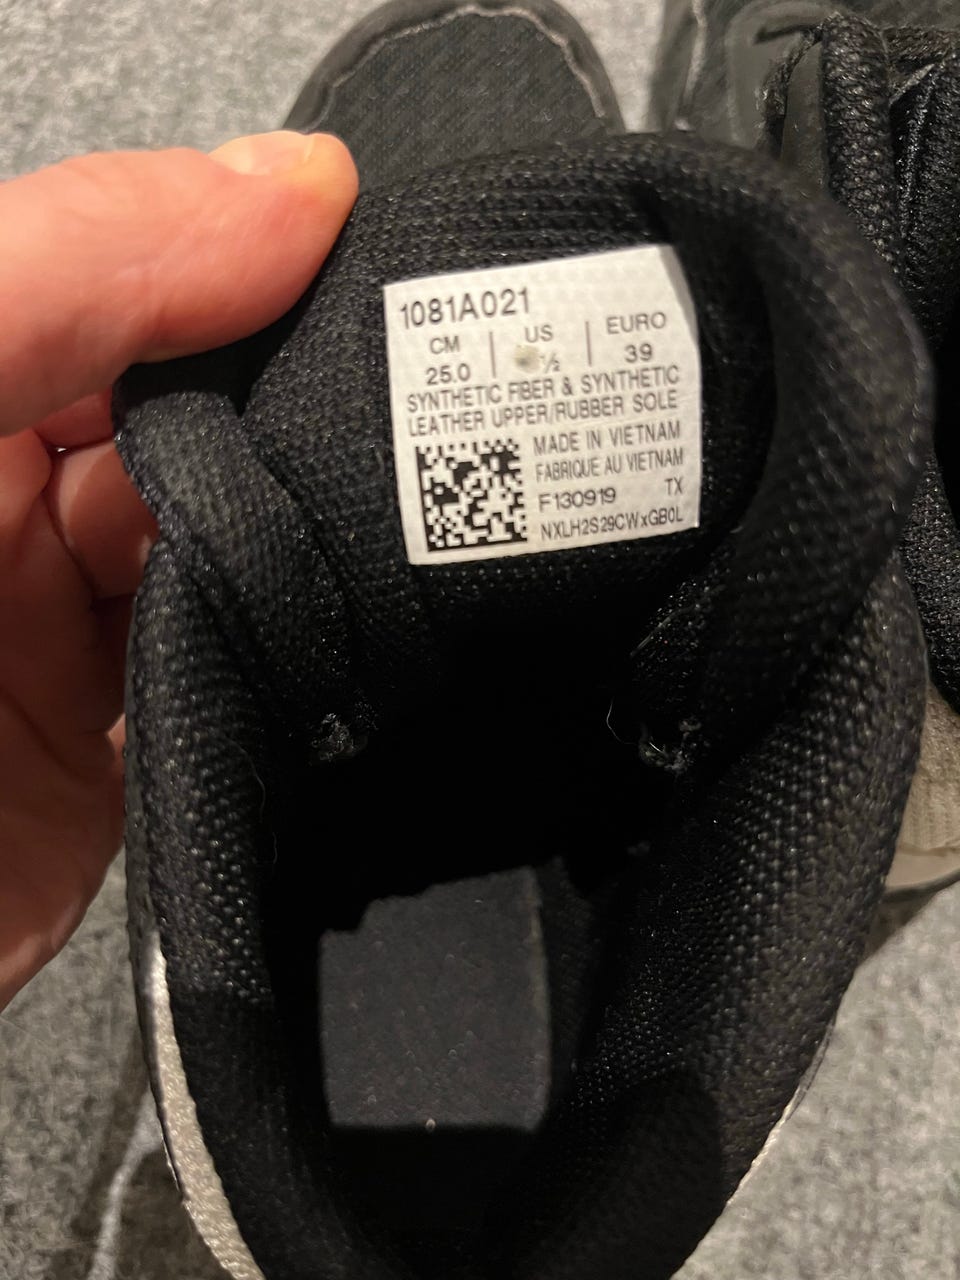 1081A021
CM | US | EURO
25.0 | ½ | 39
SYNTHETIC FIBER & SYNTHETIC
LEATHER UPPER/RUBBER SOLE
MADE IN VIETNAM
FABRIQUE AU VIETNAM
F130919 TX
NXLH2S29CWxGB0L